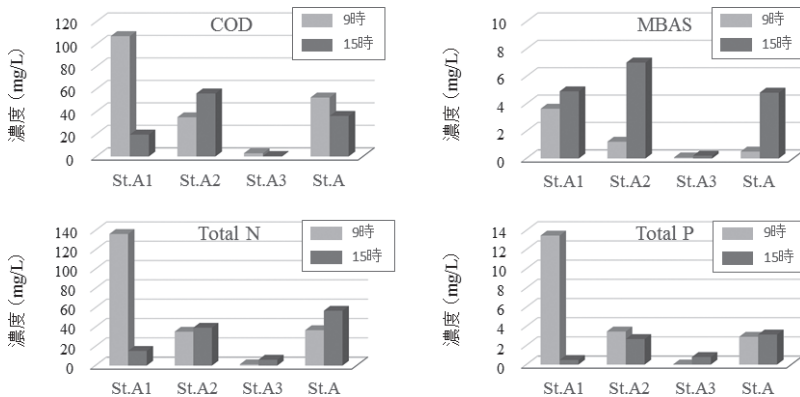 COD
9時
15時
濃度（mg/L）
120
100
80
60
40
20
0
St.A1 St.A2 St.A3 St.A
MBAS
9時
15時
濃度（mg/L）
10
8
6
4
2
0
St.A1 St.A2 St.A3 St.A
Total N
9時
15時
濃度（mg/L）
140
120
100
80
60
40
20
0
St.A1 St.A2 St.A3 St.A
Total P
9時
15時
濃度（mg/L）
14
12
10
8
6
4
2
0
St.A1 St.A2 St.A3 St.A